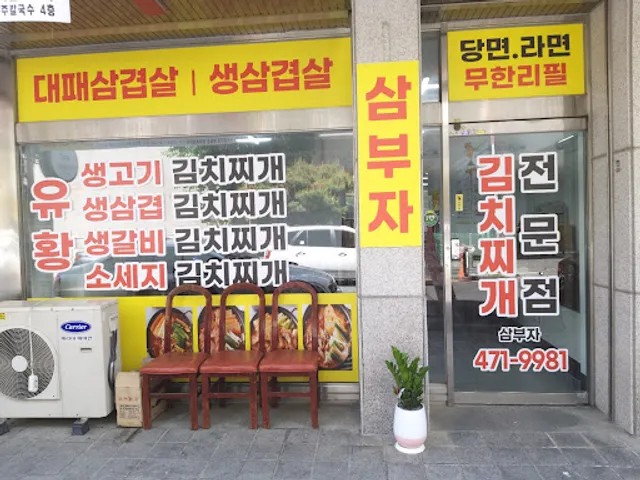 주칼국수 4층
대패삼겹살 | 생삼겹살
삼부자
당면.라면
무한리필
유황
생고기 김치찌개
생삼겹 김치찌개
생갈비 김치찌개
소세지 김치찌개
김치찌개
전문점
삼부자
471-9981
Carrier